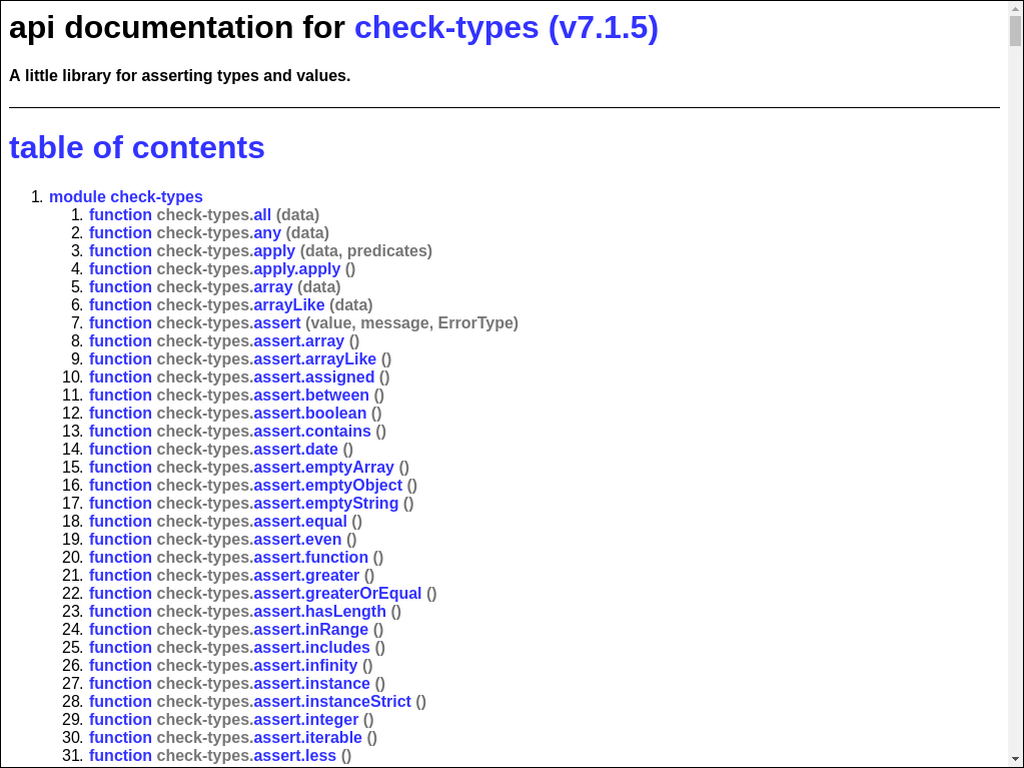 api documentation for check-types (v7.1.5)
A little library for asserting types and values.
table of contents
1. module check-types
1. function check-types.all (data)
2. function check-types.any (data)
3. function check-types.apply (data, predicates)
4. function check-types.apply.apply ()
5. function check-types.array (data)
6. function check-types.arrayLike (data)
7. function check-types.assert (value, message, ErrorType)
8. function check-types.assert.array ()
9. function check-types.assert.arrayLike ()
10. function check-types.assert.assigned ()
11. function check-types.assert.between ()
12. function check-types.assert.boolean ()
13. function check-types.assert.contains ()
14. function check-types.assert.date ()
15. function check-types.assert.emptyArray ()
16. function check-types.assert.emptyObject ()
17. function check-types.assert.emptyString ()
18. function check-types.assert.equal ()
19. function check-types.assert.even ()
20. function check-types.assert.function ()
21. function check-types.assert.greater ()
22. function check-types.assert.greaterOrEqual ()
23. function check-types.assert.hasLength ()
24. function check-types.assert.inRange ()
25. function check-types.assert.includes ()
26. function check-types.assert.infinity ()
27. function check-types.assert.instance ()
28. function check-types.assert.instanceStrict ()
29. function check-types.assert.integer ()
30. function check-types.assert.iterable ()
31. function check-types.assert.less ()